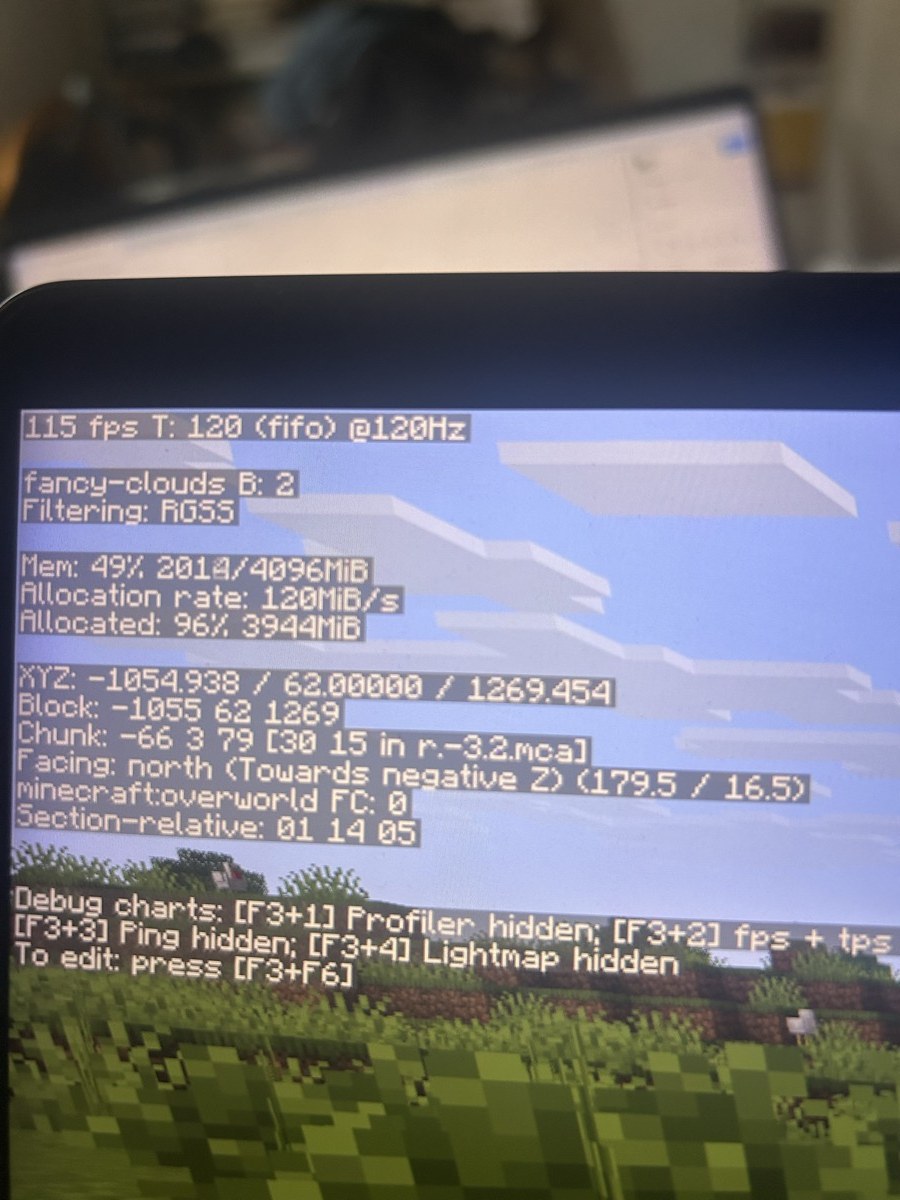 115 fps T: 120 (fifo) @120Hz
fancy-clouds B: 2
Filtering: RGSS
Mem: 49% /4096MiB
Allocation rate: 120MiB/s
Allocated: 96% 3944MiB
XYZ: -1054.938 / 62.00000 / 1269.454
Block: -1055 62 1269
Chunk: -66 3 79 [30 15 in r.-3.2.mca]
Facing: north (Towards negative Z) (179.5 / 16.5)
minecraft:overworld FC: 0
Section-relative: 01 14 05
Debug charts: [F3+1] Profiler hidden; [F3+2] fps + tps
[F3+3] Ping hidden; [F3+4] Lightmap hidden
To edit: press [F3+F6]